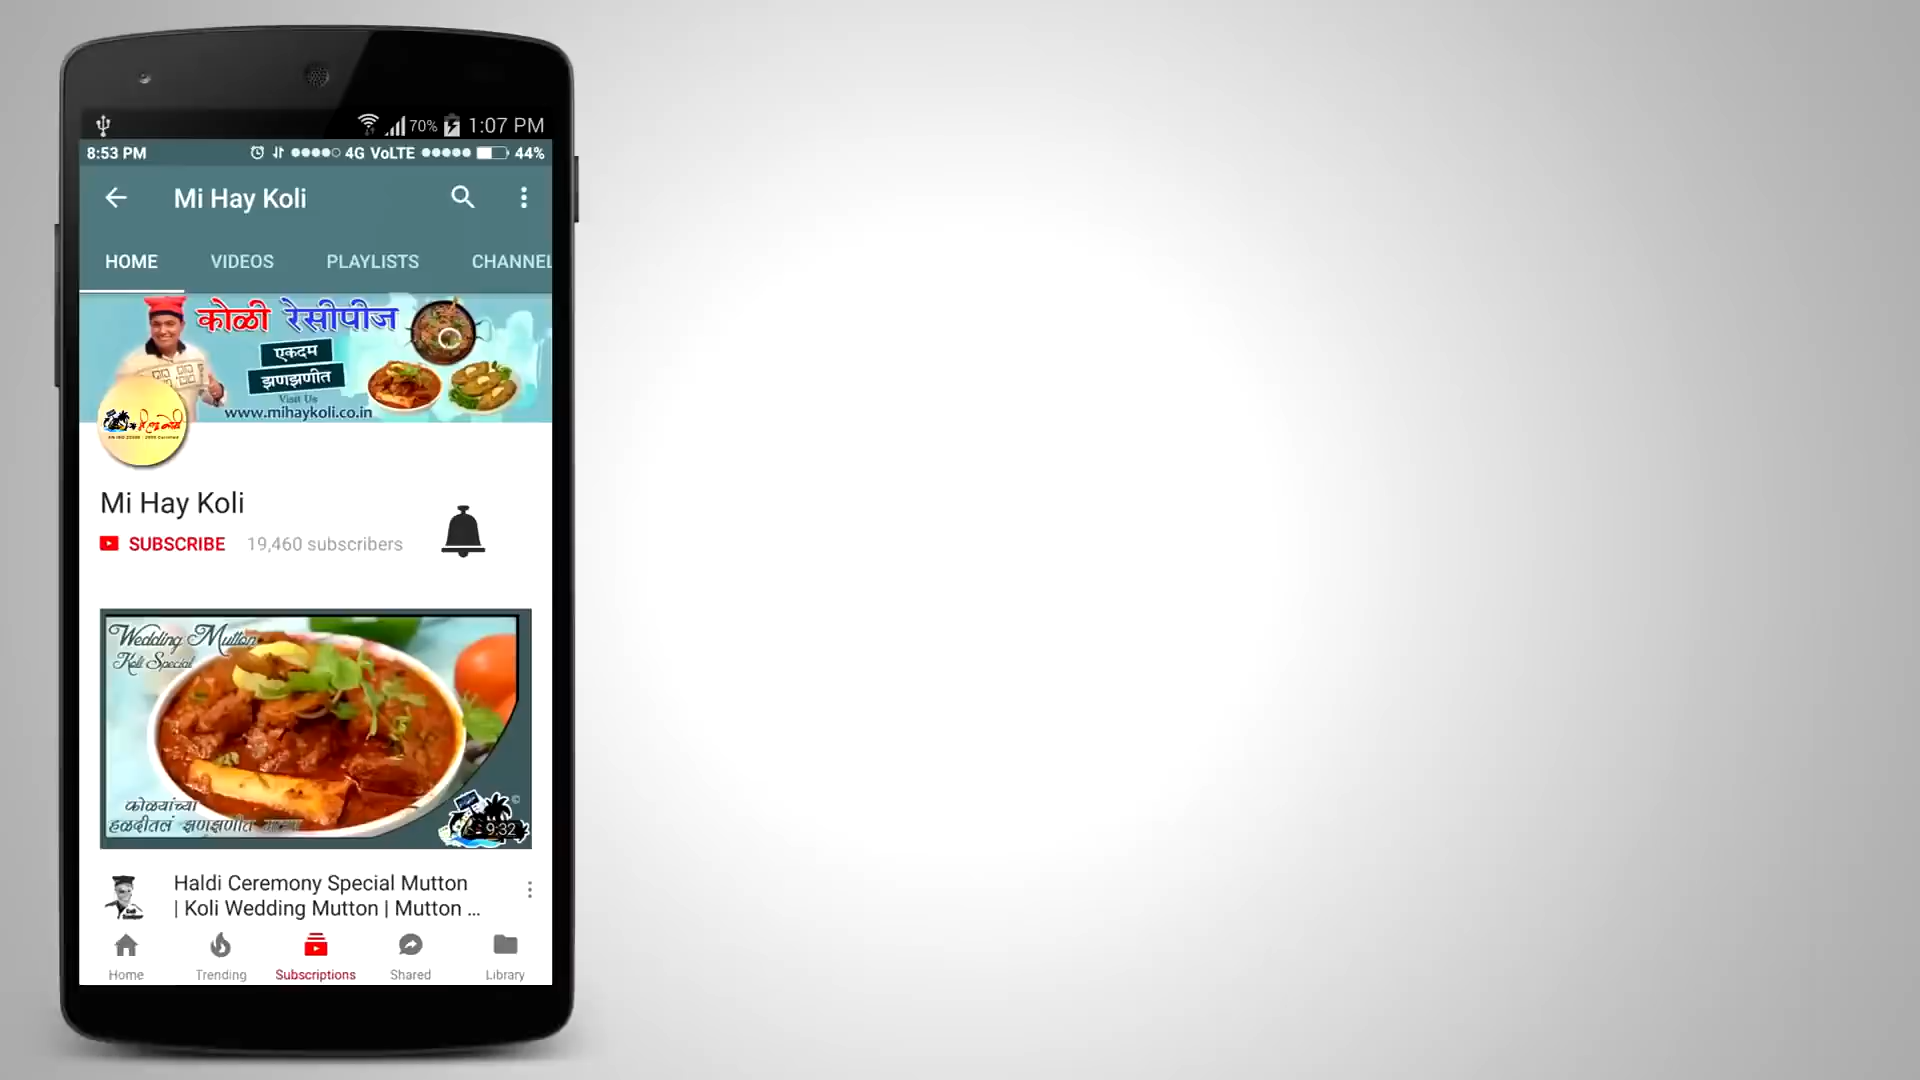 70% 1:07 PM
8:53 PM 4G VoLTE 44%
Mi Hay Koli
HOME VIDEOS PLAYLISTS CHANNEL
कोळी रेसीपीज
एकदम
झणझणीत
Visit Us
www.mihaykoli.co.in
Mi Hay Koli
SUBSCRIBE 19,460 subscribers
Wedding Mutton
Koli Special
कोळ्यांच्या
हळदीतलं झणझणीत
9:32
Haldi Ceremony Special Mutton
| Koli Wedding Mutton | Mutton ...
Home Trending Subscriptions Shared Library